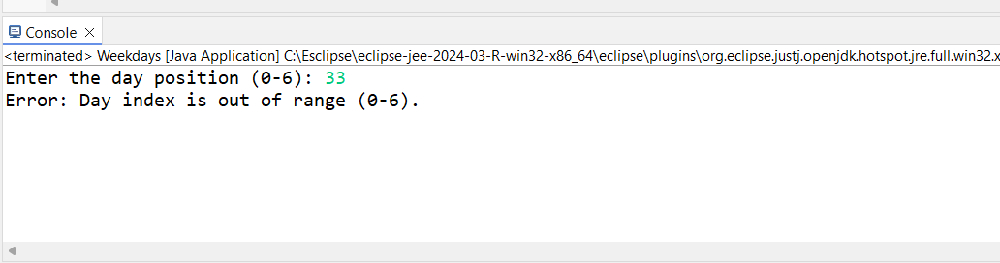 Console
<terminated> Weekdays [Java Application] C:\Esclipse\eclipse-jee-2024-03-R-win32-x86_64\eclipse\plugins\org.eclipse.justj.openjdk.hotspot.jre.full.win32.x
Enter the day position (0-6): 33
Error: Day index is out of range (0-6).